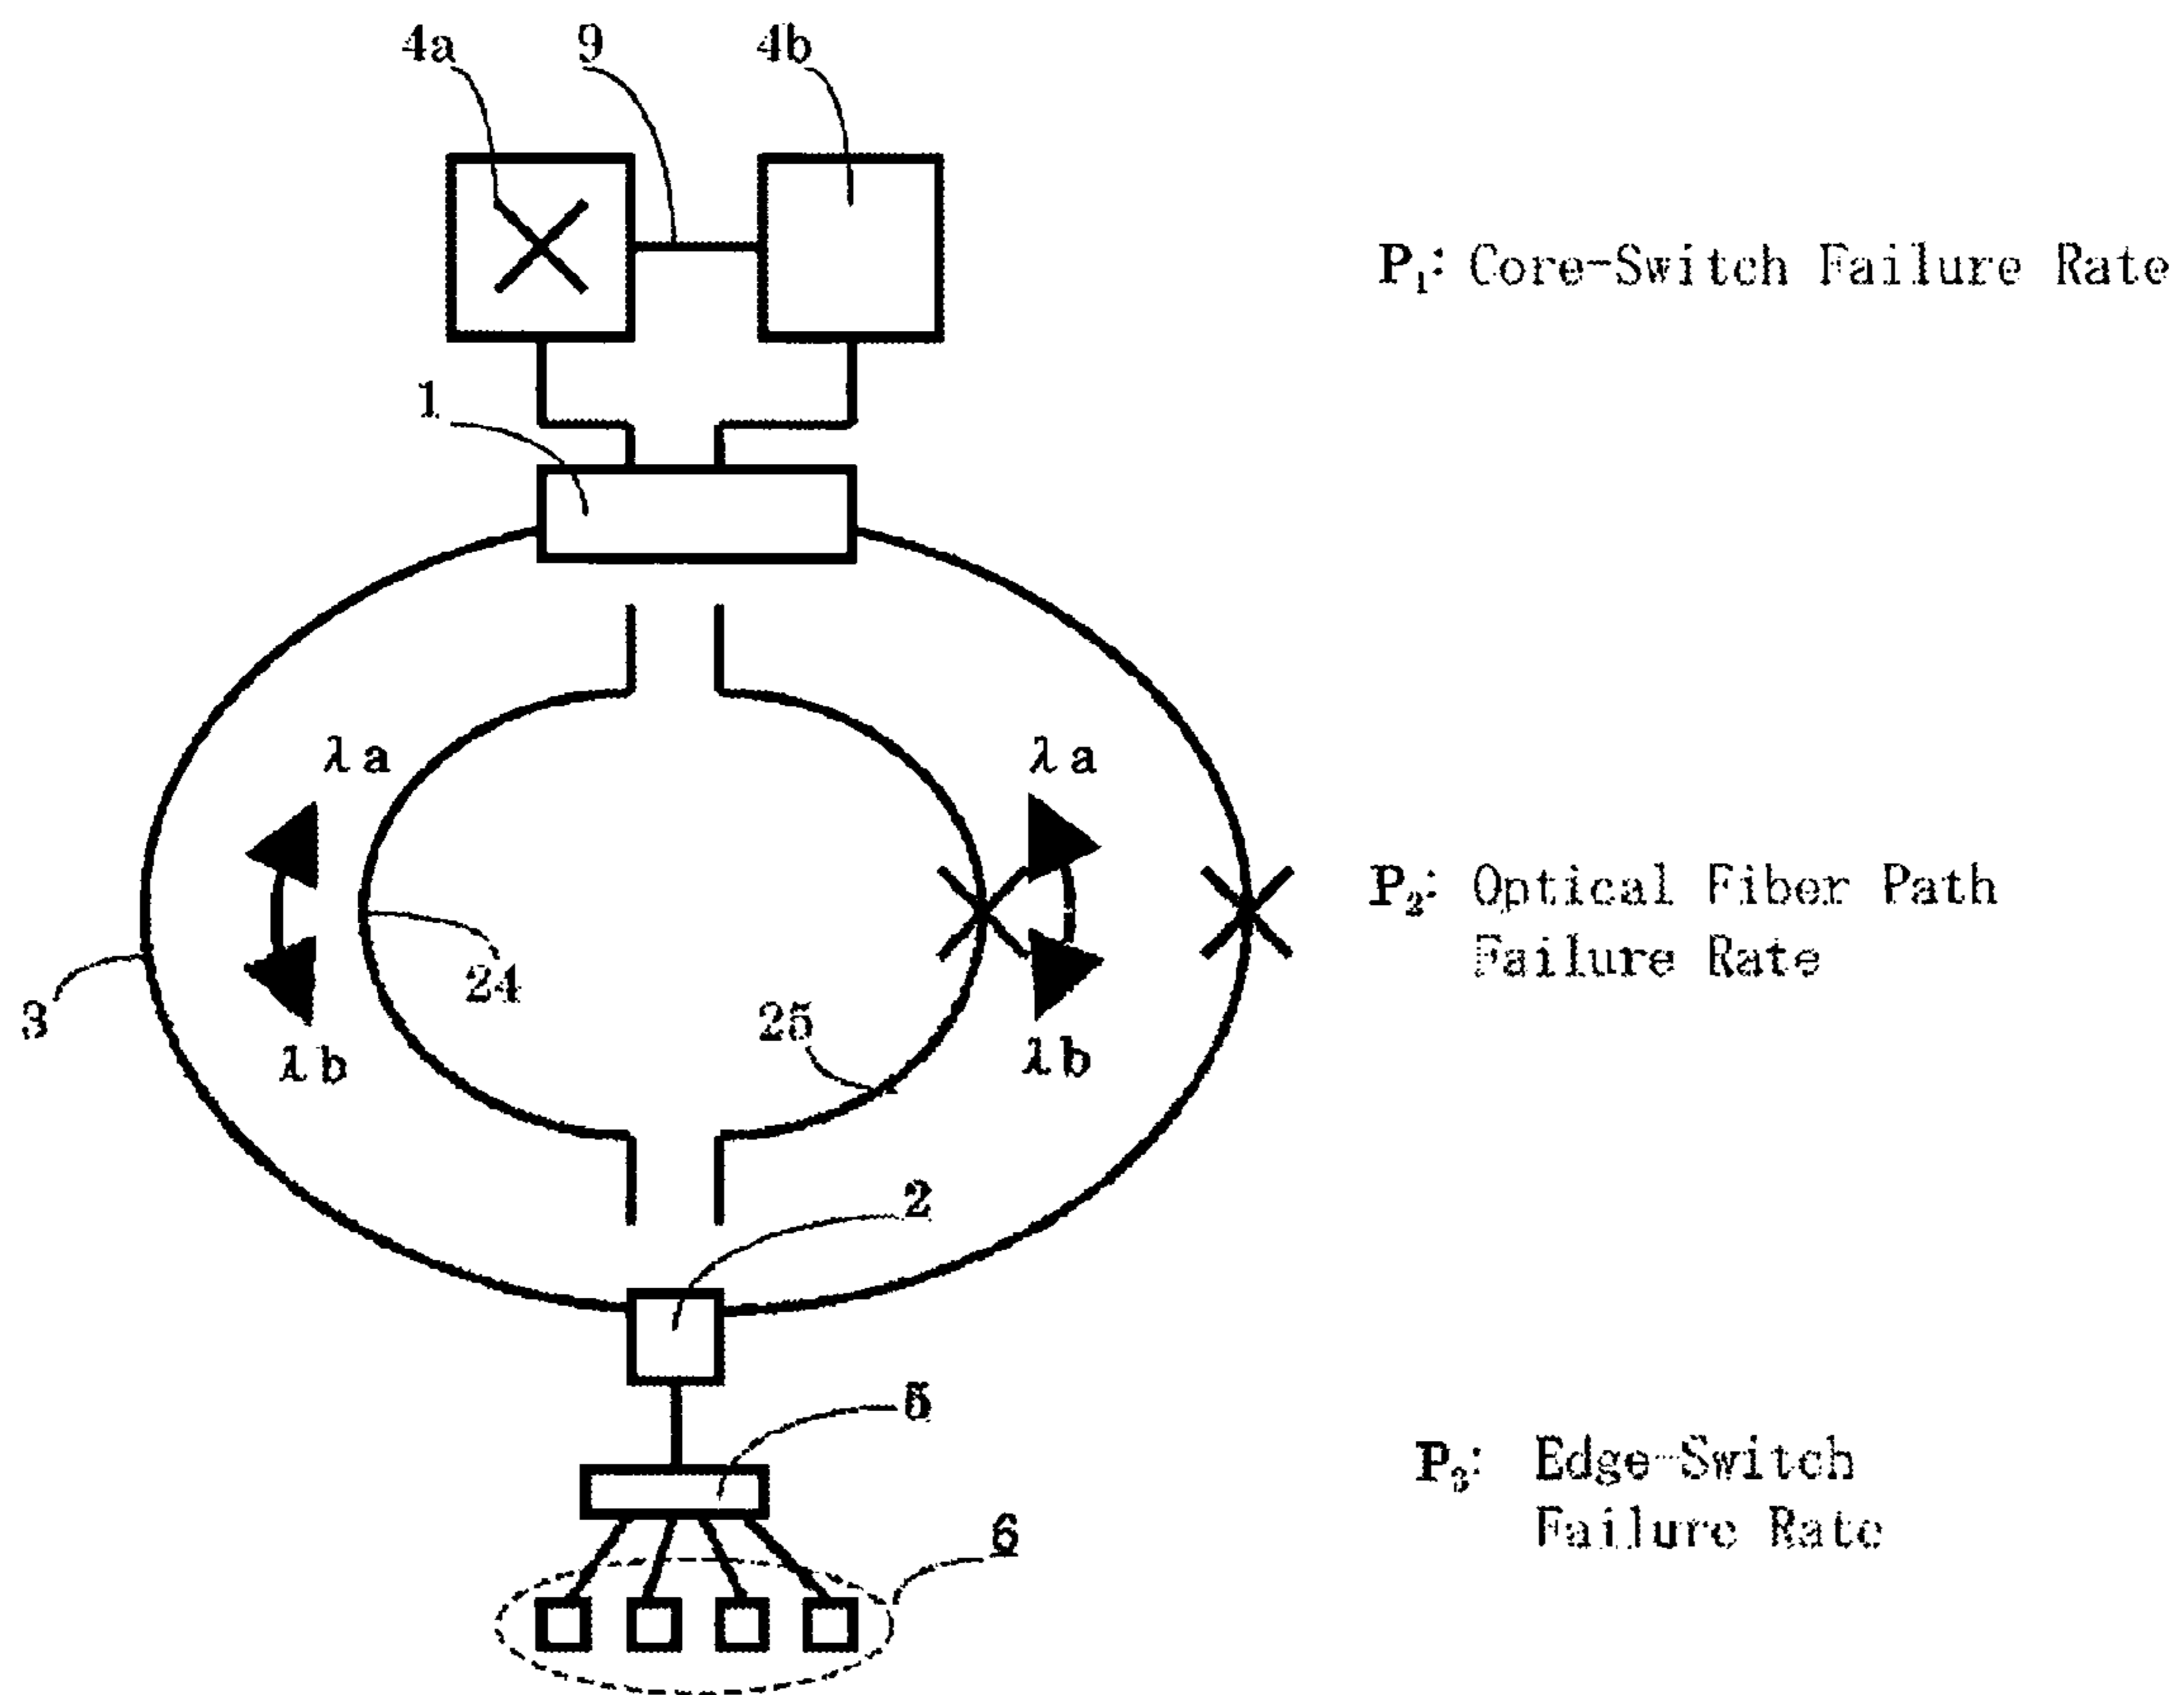 4a 9 4b
P₁: Core-Switch Failure Rate
1
λa λa
P₂: Optical Fiber Path
Failure Rate
24
25
3
λb λb
2
5
P₃: Edge-Switch
Failure Rate
6